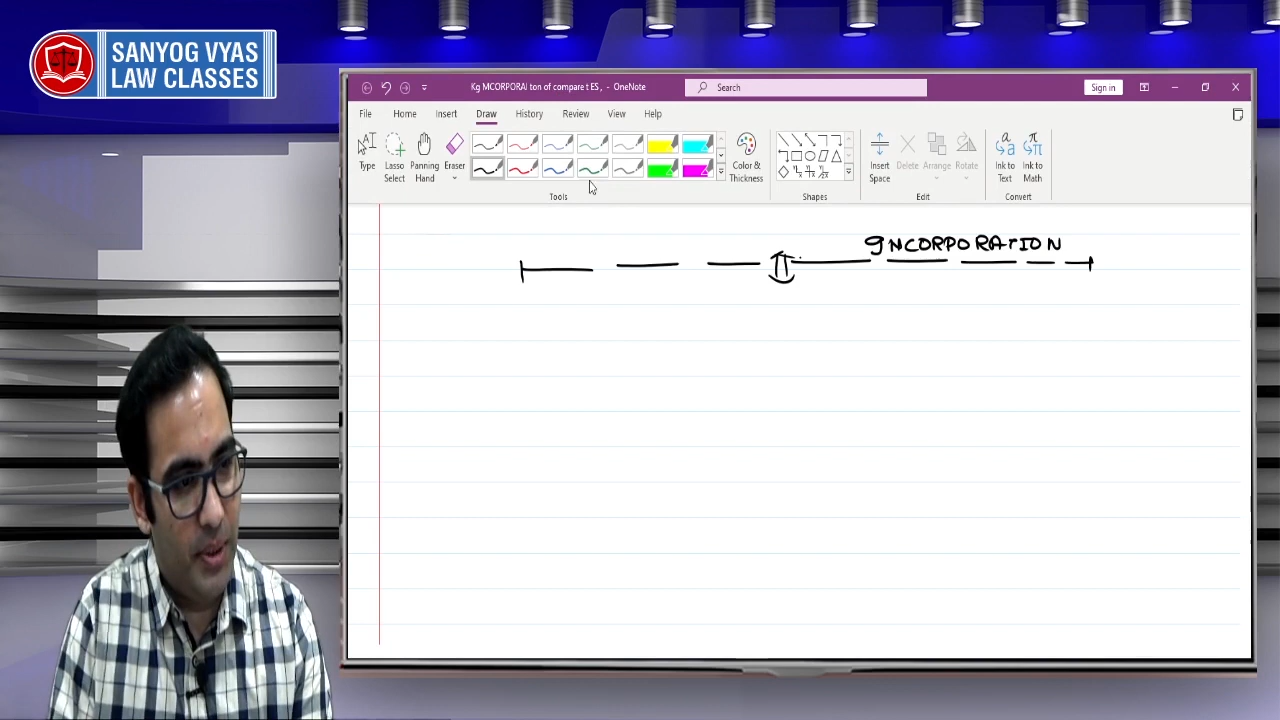 SANYOG VYAS
LAW CLASSES
Kg MCORPORAI ton of compare t ES, - OneNote
Search
Sign in
File Home Insert Draw History Review View Help
Type
Lasso Select
Panning Hand
Eraser
Color & Thickness
Insert Space
Delete
Arrange
Rotate
Ink to Text
Ink to Math
Tools
Shapes
Edit
Convert
INCORPORATION